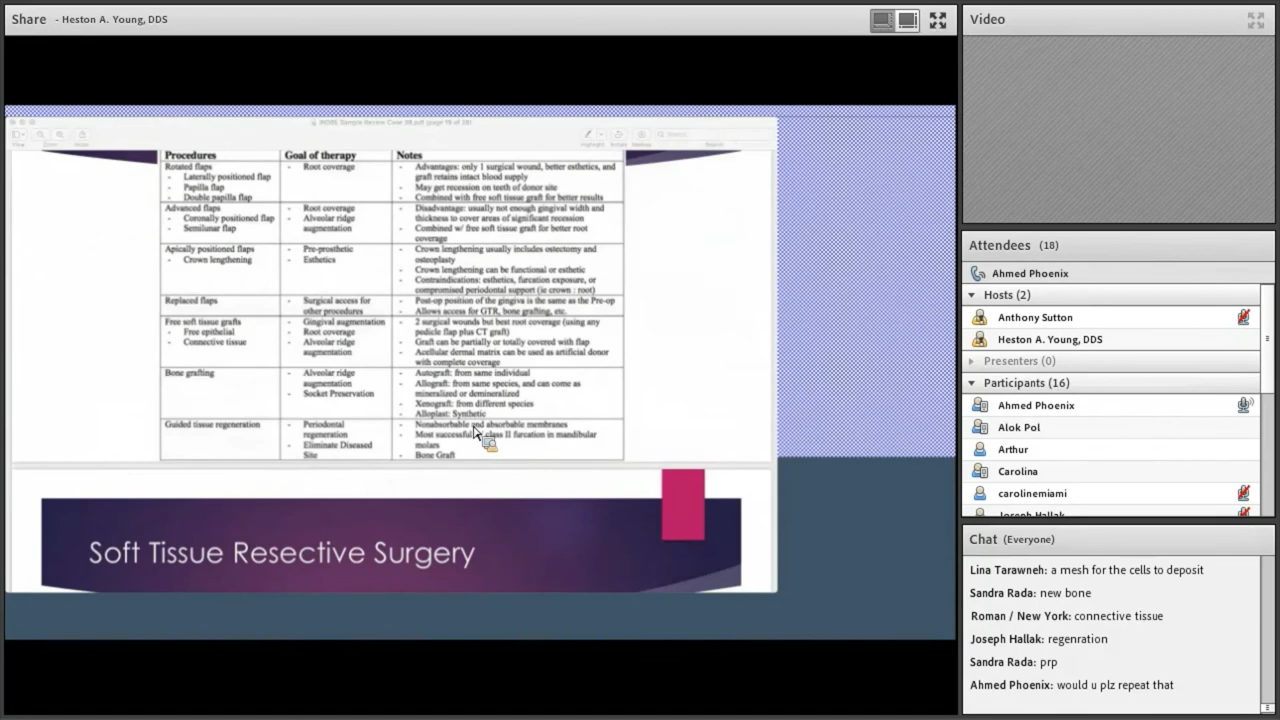 Share - Heston A. Young, DDS
Procedures Goal of therapy Notes
Rotated flaps
- Laterally positioned flap
- Papilla flap
- Double papilla flap
- Root coverage
- Advantages: only 1 surgical wound, better esthetics, and
graft retains intact blood supply
- May get recession on teeth of donor site
- Combined with free soft tissue graft for better results
Advanced flaps
- Coronally positioned flap
- Semilunar flap
- Root coverage
- Alveolar ridge
augmentation
- Disadvantage: usually not enough gingival width and
thickness to cover areas of significant recession
- Combined w/ free soft tissue graft for better root
coverage
Apically positioned flaps
- Crown lengthening
- Pre-prosthetic
- Esthetics
- Crown lengthening usually includes ostectomy and
osteoplasty
- Crown lengthening can be functional or esthetic
- Contraindications: esthetics, furcation exposure, or
compromised periodontal support (ie crown : root)
Replaced flaps
- Surgical access for
other procedures
- Post-op position of the gingiva is the same as the Pre-op
- Allows access for GTR, bone grafting, etc.
Free soft tissue grafts
- Free epithelial
- Connective tissue
- Gingival augmentation
- Root coverage
- Alveolar ridge
augmentation
- 2 surgical wounds but best root coverage (using any
pedicle flap plus CT graft)
- Graft can be partially or totally covered with flap
- Acellular dermal matrix can be used as artificial donor
with complete coverage
Bone grafting
- Alveolar ridge
augmentation
- Socket Preservation
- Autograft: from same individual
- Allograft: from same species, and can come as
mineralized or demineralized
- Xenograft: from different species
- Alloplast: Synthetic
Guided tissue regeneration
- Periodontal
regeneration
- Eliminate Diseased
Site
- Nonabsorbable and absorbable membranes
- Most successful class II furcation in mandibular
molars
- Bone Graft
Soft Tissue Resective Surgery
Video
Attendees (18)
Ahmed Phoenix
Hosts (2)
Anthony Sutton
Heston A. Young, DDS
Presenters (0)
Participants (16)
Ahmed Phoenix
Alok Pol
Arthur
Carolina
carolinemiami
Joseph Hallak
Chat (Everyone)
Lina Tarawneh: a mesh for the cells to deposit
Sandra Rada: new bone
Roman / New York: connective tissue
Joseph Hallak: regenration
Sandra Rada: prp
Ahmed Phoenix: would u plz repeat that